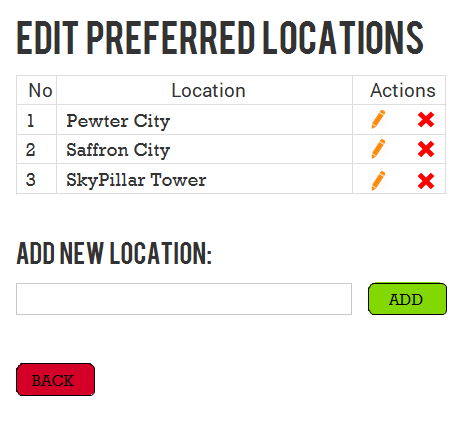 EDIT PREFERRED LOCATIONS
No Location Actions
1 Pewter City
2 Saffron City
3 SkyPillar Tower
ADD NEW LOCATION:
ADD
BACK